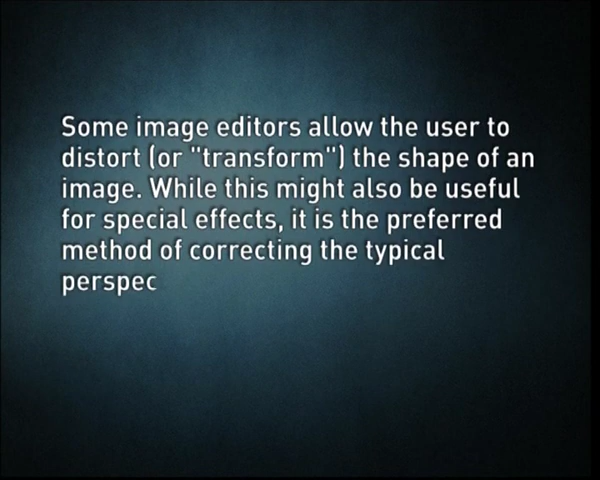 Some image editors allow the user to
distort (or "transform") the shape of an
image. While this might also be useful
for special effects, it is the preferred
method of correcting the typical
perspec